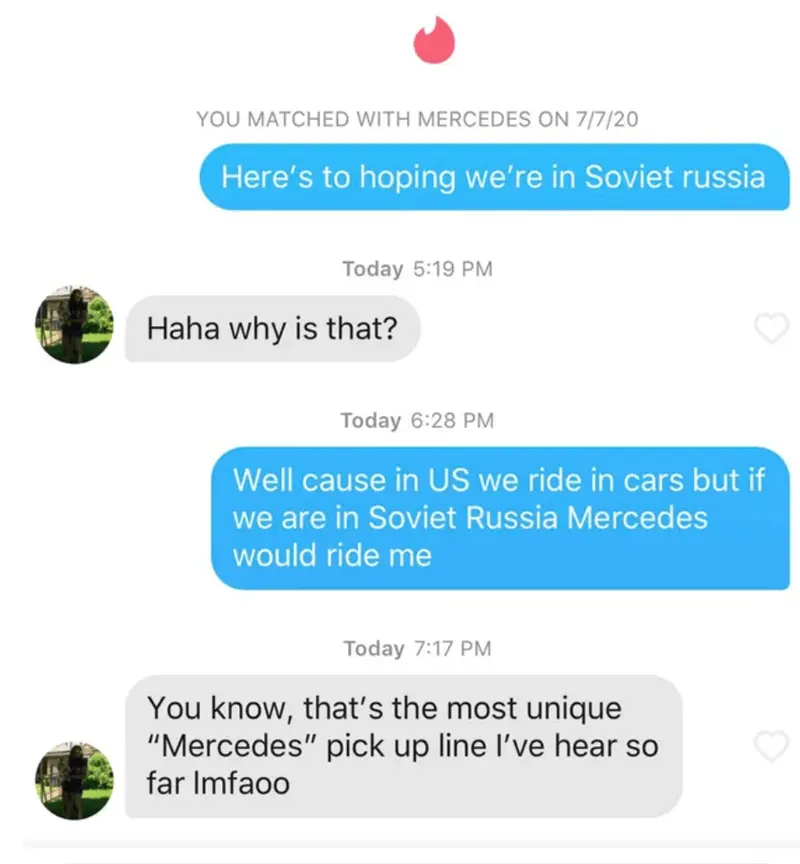 YOU MATCHED WITH MERCEDES ON 7/7/20
Here's to hoping we're in Soviet russia
Today 5:19 PM
Haha why is that?
Today 6:28 PM
Well cause in US we ride in cars but if
we are in Soviet Russia Mercedes
would ride me
Today 7:17 PM
You know, that's the most unique
“Mercedes” pick up line I've hear so
far lmfaoo